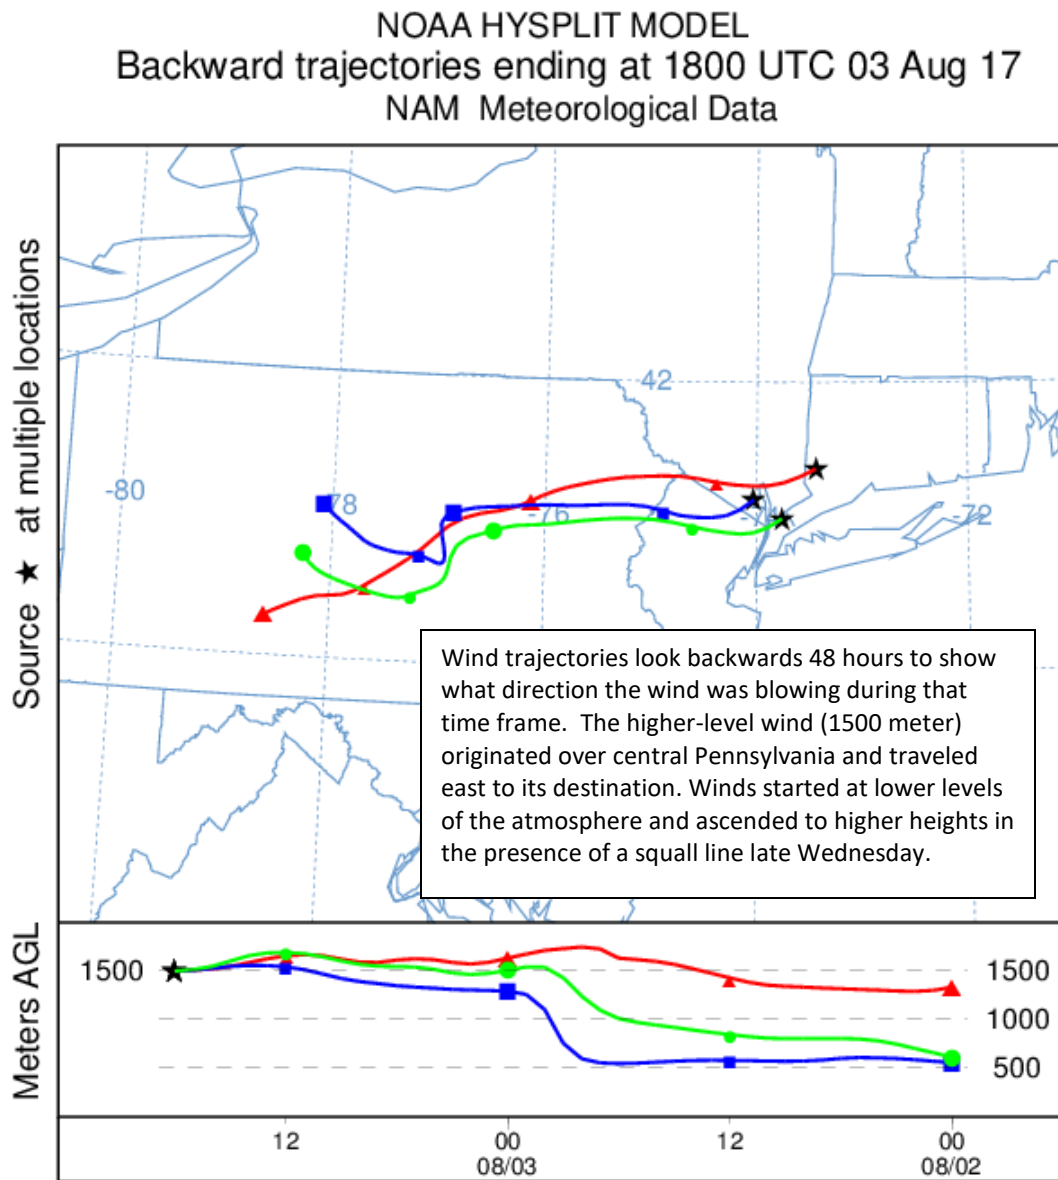 NOAA HYSPLIT MODEL
Backward trajectories ending at 1800 UTC 03 Aug 17
NAM Meteorological Data
Source ★ at multiple locations
42
-80
-78
-76
-74
-72
Wind trajectories look backwards 48 hours to show
what direction the wind was blowing during that
time frame. The higher-level wind (1500 meter)
originated over central Pennsylvania and traveled
east to its destination. Winds started at lower levels
of the atmosphere and ascended to higher heights in
the presence of a squall line late Wednesday.
Meters AGL
1500
1500
1000
500
12
00
12
00
08/03
08/02